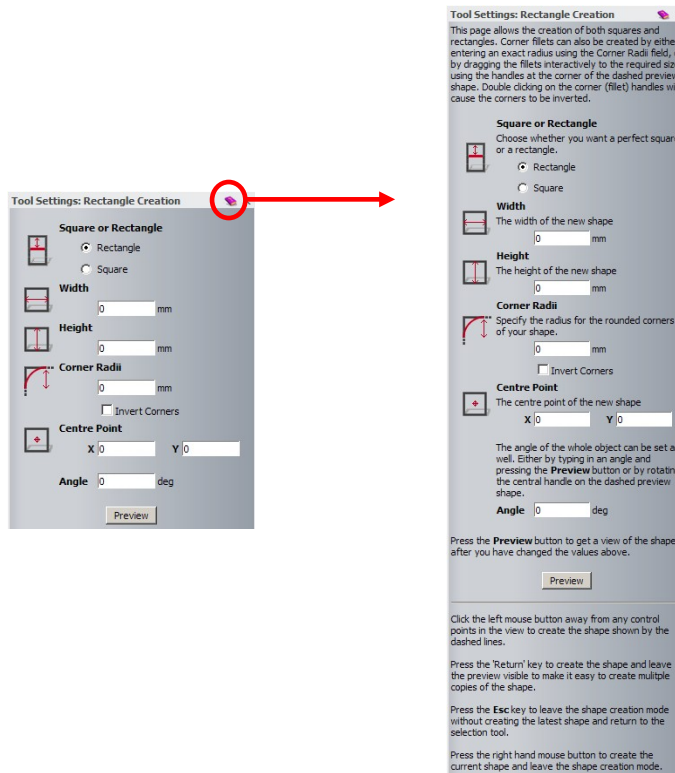 Tool Settings: Rectangle Creation
Square or Rectangle
Rectangle
Square
Width
0 mm
Height
0 mm
Corner Radii
0 mm
Invert Corners
Centre Point
X 0 Y 0
Angle 0 deg
Preview
Tool Settings: Rectangle Creation
This page allows the creation of both squares and
rectangles. Corner fillets can also be created by eithe
entering an exact radius using the Corner Radii field,
by dragging the fillets interactively to the required siz
using the handles at the corner of the dashed preview
shape. Double clicking on the corner (fillet) handles wi
cause the corners to be inverted.
Square or Rectangle
Choose whether you want a perfect squar
or a rectangle.
Rectangle
Square
Width
The width of the new shape
0 mm
Height
The height of the new shape
0 mm
Corner Radii
Specify the radius for the rounded corners
of your shape.
0 mm
Invert Corners
Centre Point
The centre point of the new shape
X 0 Y 0
The angle of the whole object can be set a
well. Either by typing in an angle and
pressing the Preview button or by rotatin
the central handle on the dashed preview
shape.
Angle 0 deg
Press the Preview button to get a view of the shape
after you have changed the values above.
Preview
Click the left mouse button away from any control
points in the view to create the shape shown by the
dashed lines.
Press the 'Return' key to create the shape and leave
the preview visible to make it easy to create mulitple
copies of the shape.
Press the Esc key to leave the shape creation mode
without creating the latest shape and return to the
selection tool.
Press the right hand mouse button to create the
current shape and leave the shape creation mode.